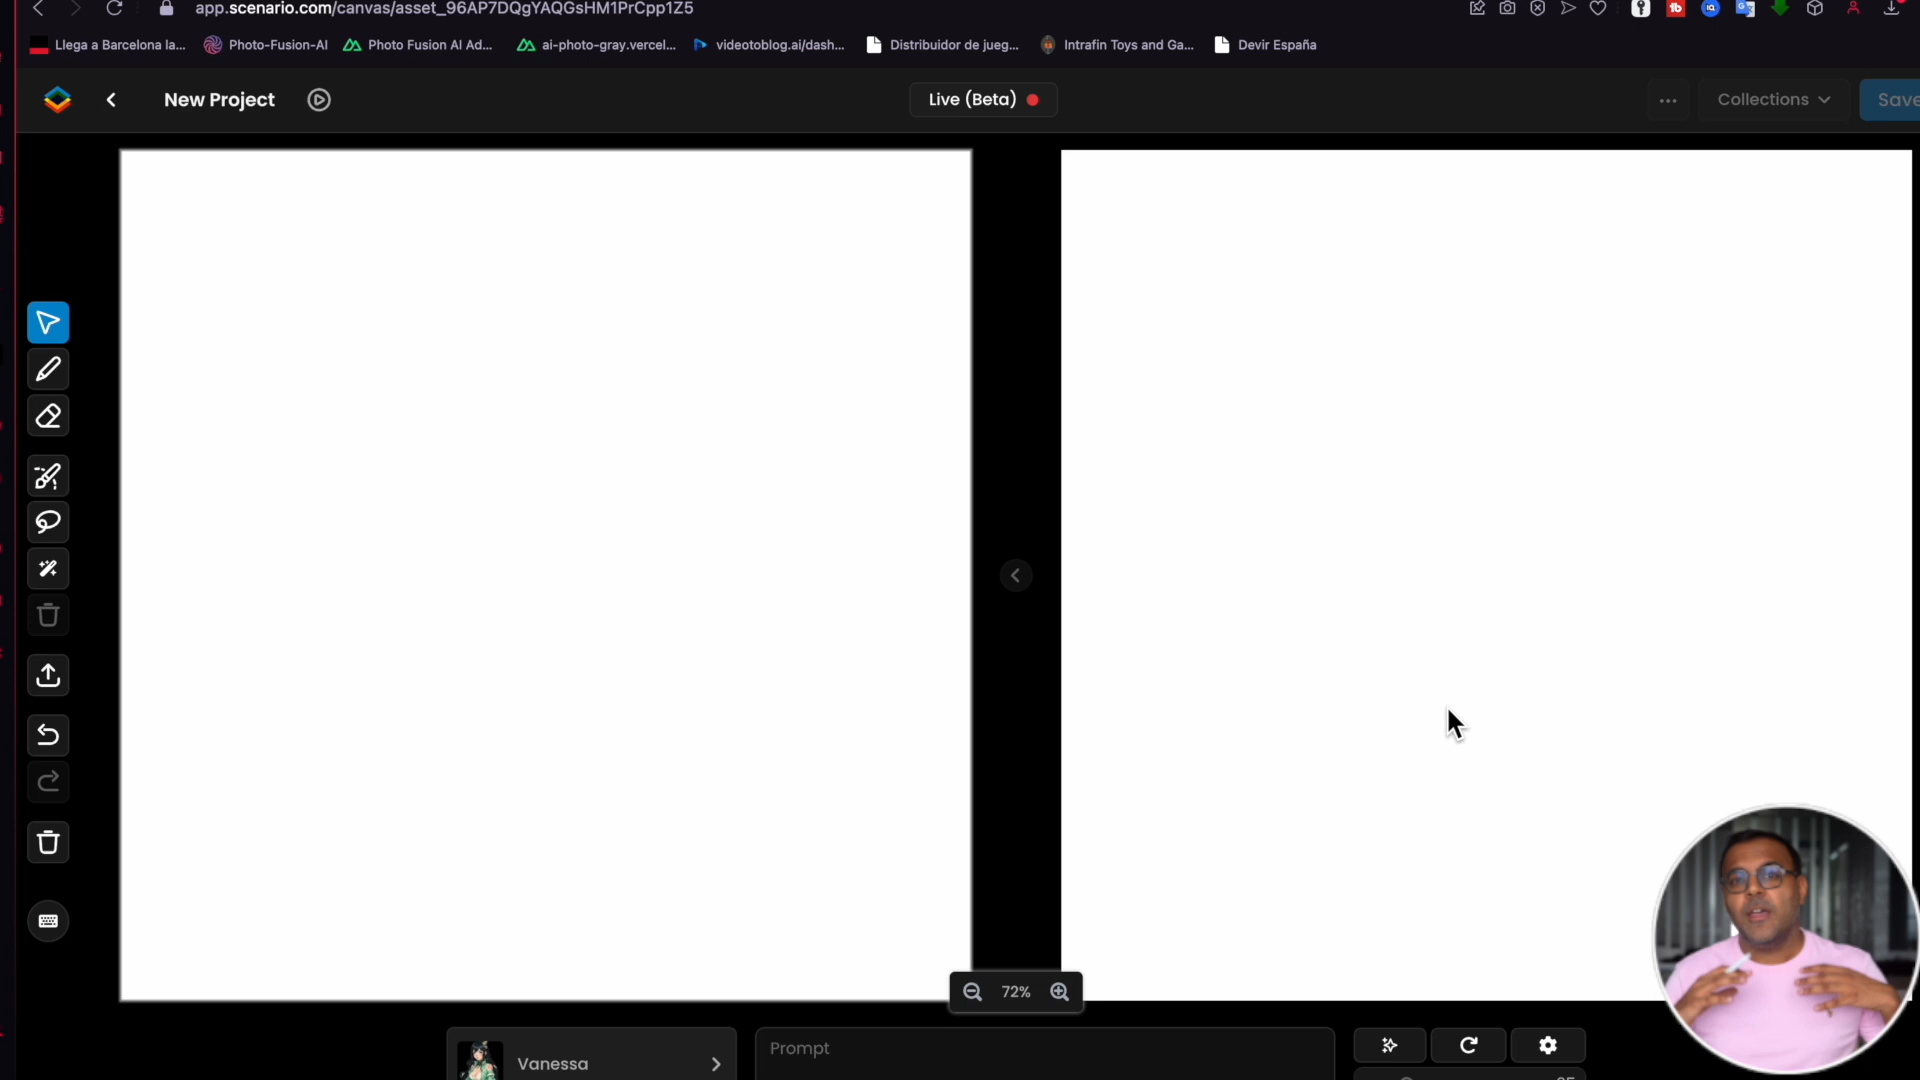 app.scenario.com/canvas/asset_96AP7DQgYAQGsHM1PrCpp1Z5
Llega a Barcelona la...
Photo-Fusion-AI
Photo Fusion AI Ad...
ai-photo-gray.vercel...
videotoblog.ai/dash...
Distribuidor de jueg...
Intrafin Toys and Ga...
Devir España
New Project
Live (Beta)
Collections
Save
72%
Vanessa
Prompt